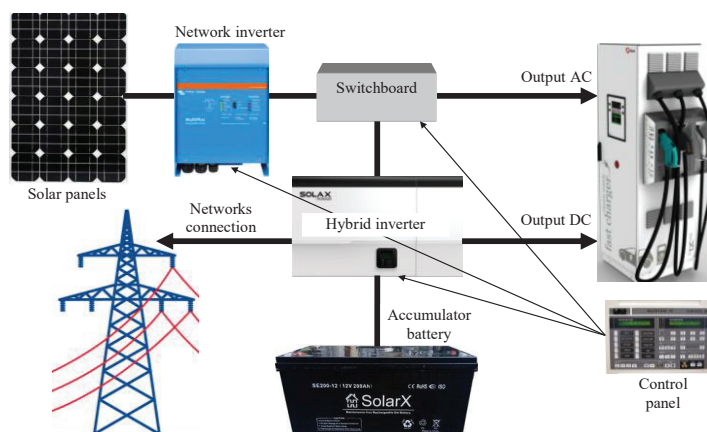 Network inverter
Switchboard
Output AC
Solar panels
SOLAX
Networks
connection
Hybrid inverter
Output DC
fast charger
Accumulator
battery
SE200-12 (12V 200Ah)
SolarX
Control
panel